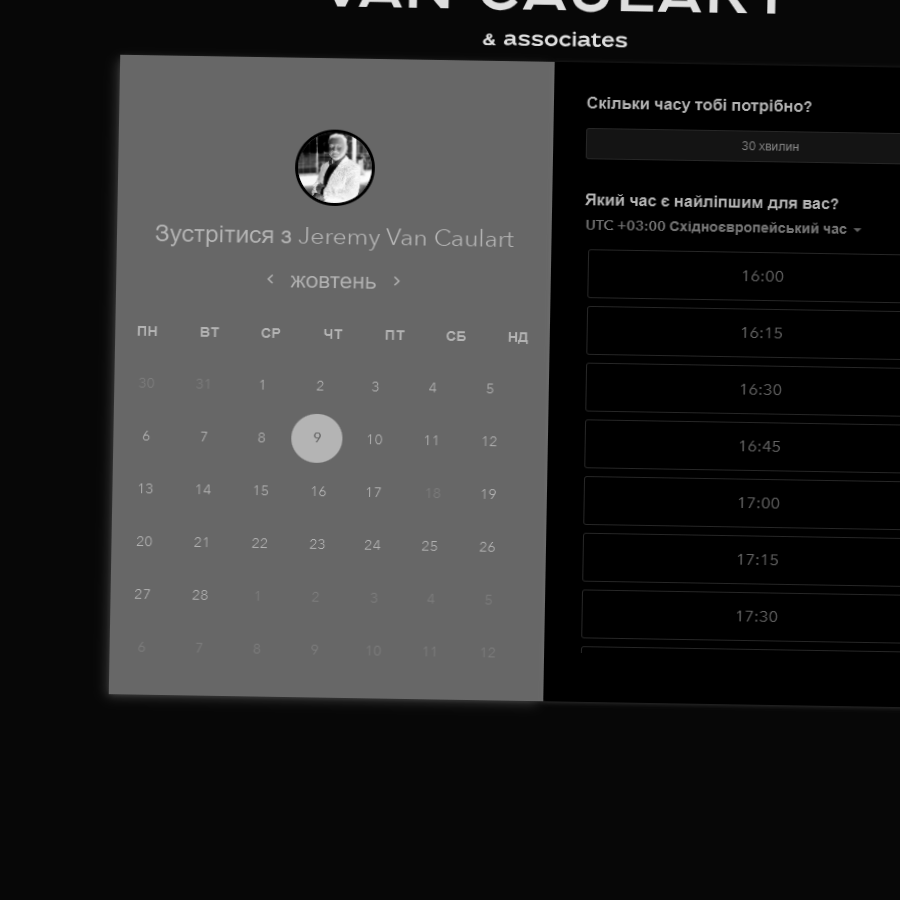 VAN CAULART
& associates
Зустрітися з Jeremy Van Caulart
жовтень
ПН ВТ СР ЧТ ПТ СБ НД
30 31 1 2 3 4 5
6 7 8 9 10 11 12
13 14 15 16 17 18 19
20 21 22 23 24 25 26
27 28 1 2 3 4 5
6 7 8 9 10 11 12
Скільки часу тобі потрібно?
30 хвилин
Який час є найліпшим для вас?
UTC +03:00 Східноєвропейський час
16:00
16:15
16:30
16:45
17:00
17:15
17:30